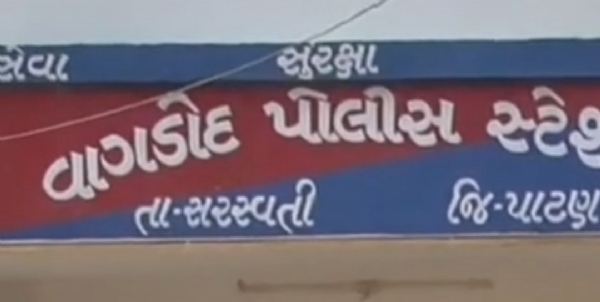 સેવા સુરક્ષા
વાગડોદ પોલીસ સ્ટેશ
તા-સરસ્વતી જિ-પાટણ